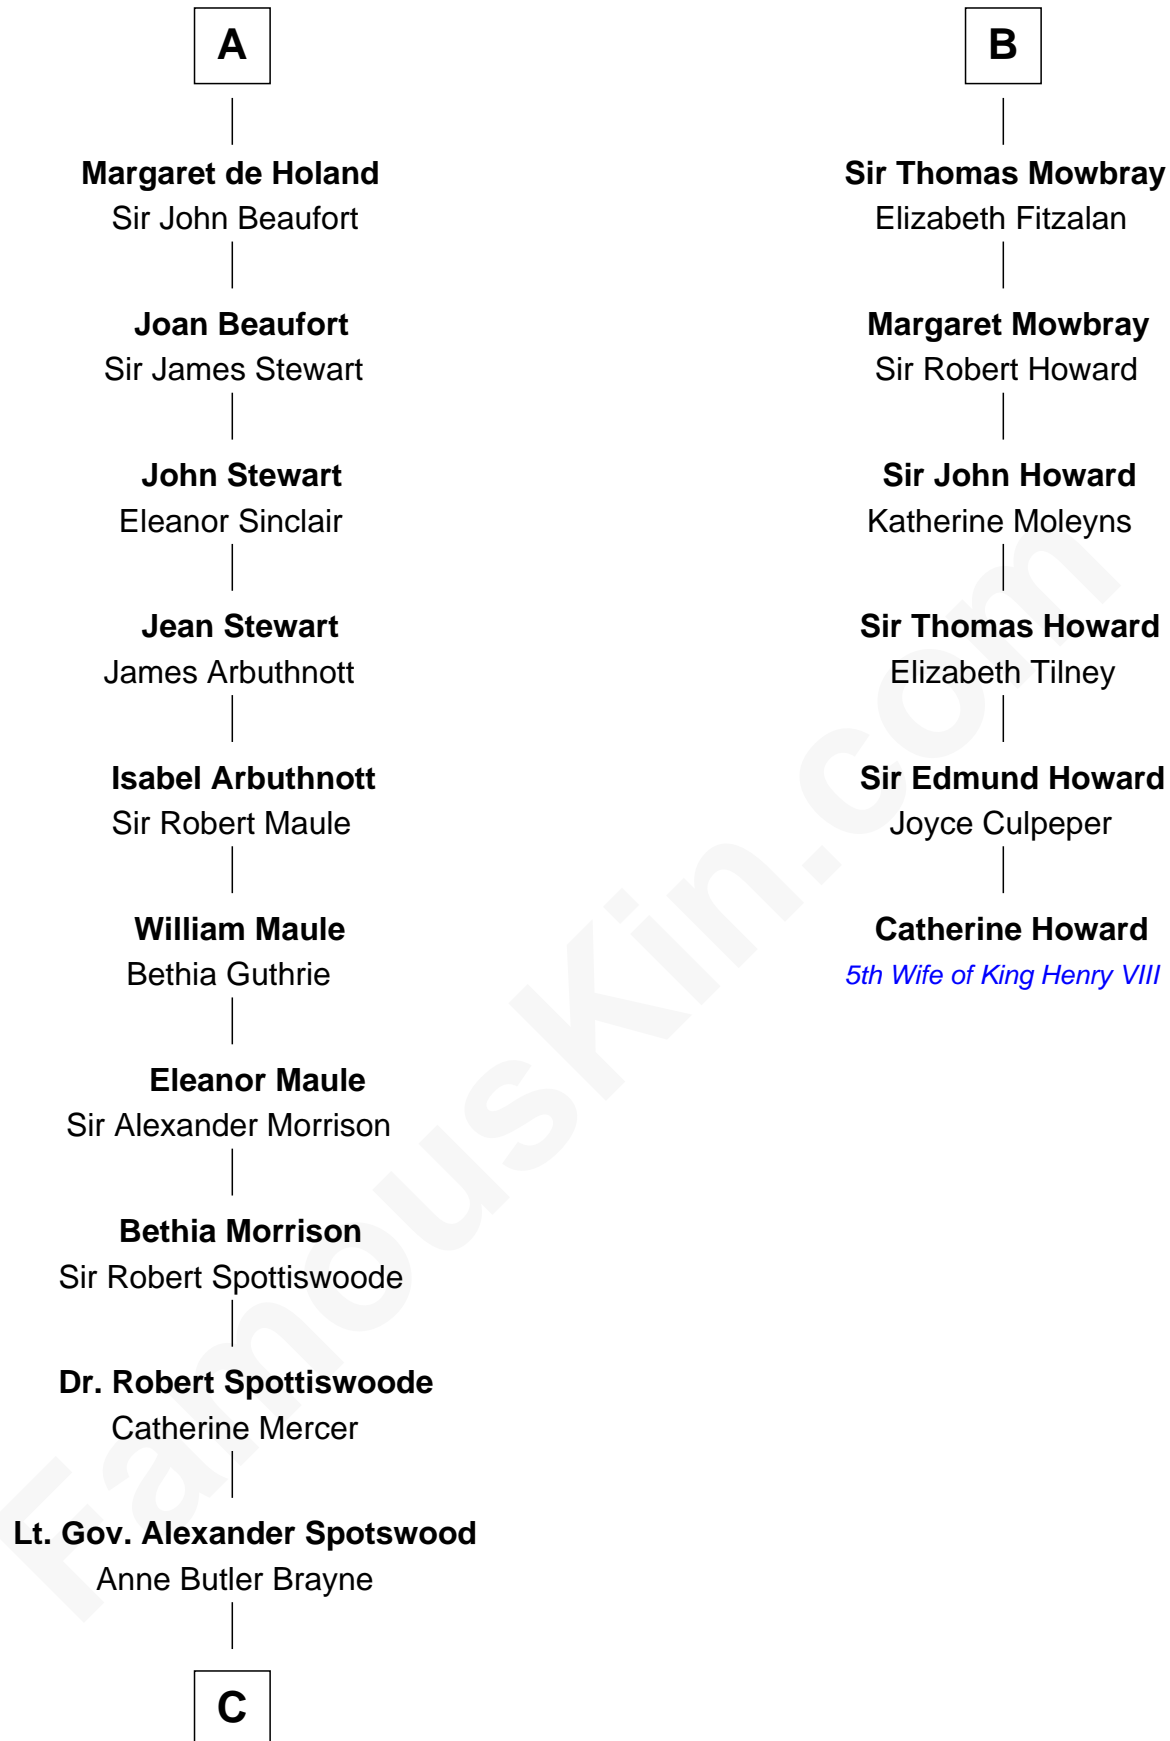 A
Margaret de Holand
Sir John Beaufort
Joan Beaufort
Sir James Stewart
John Stewart
Eleanor Sinclair
Jean Stewart
James Arbuthnott
Isabel Arbuthnott
Sir Robert Maule
William Maule
Bethia Guthrie
Eleanor Maule
Sir Alexander Morrison
Bethia Morrison
Sir Robert Spottiswoode
Dr. Robert Spottiswoode
Catherine Mercer
Lt. Gov. Alexander Spotswood
Anne Butler Brayne
C
B
Sir Thomas Mowbray
Elizabeth Fitzalan
Margaret Mowbray
Sir Robert Howard
Sir John Howard
Katherine Moleyns
Sir Thomas Howard
Elizabeth Tilney
Sir Edmund Howard
Joyce Culpeper
Catherine Howard
5th Wife of King Henry VIII
FamousKin.com